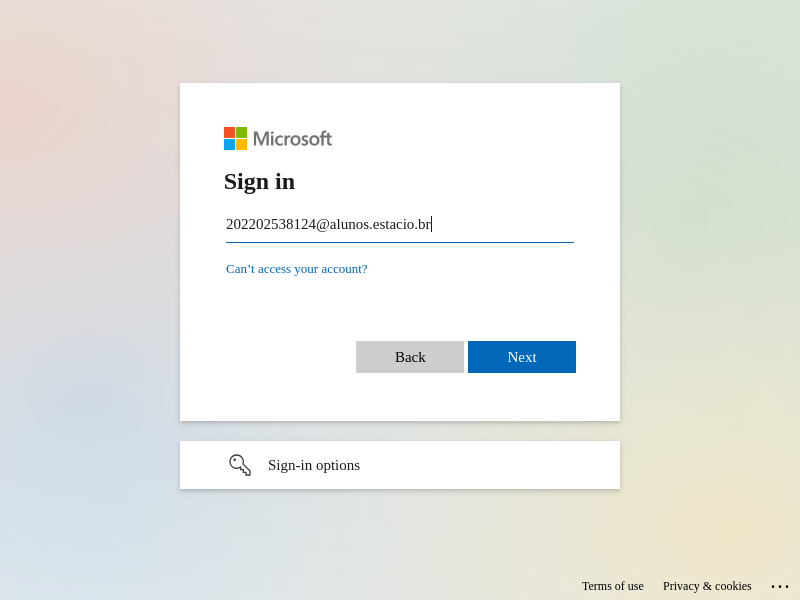 Microsoft
Sign in
202202538124@alunos.estacio.br
Can’t access your account?
Back
Next
Sign-in options
Terms of use
Privacy & cookies